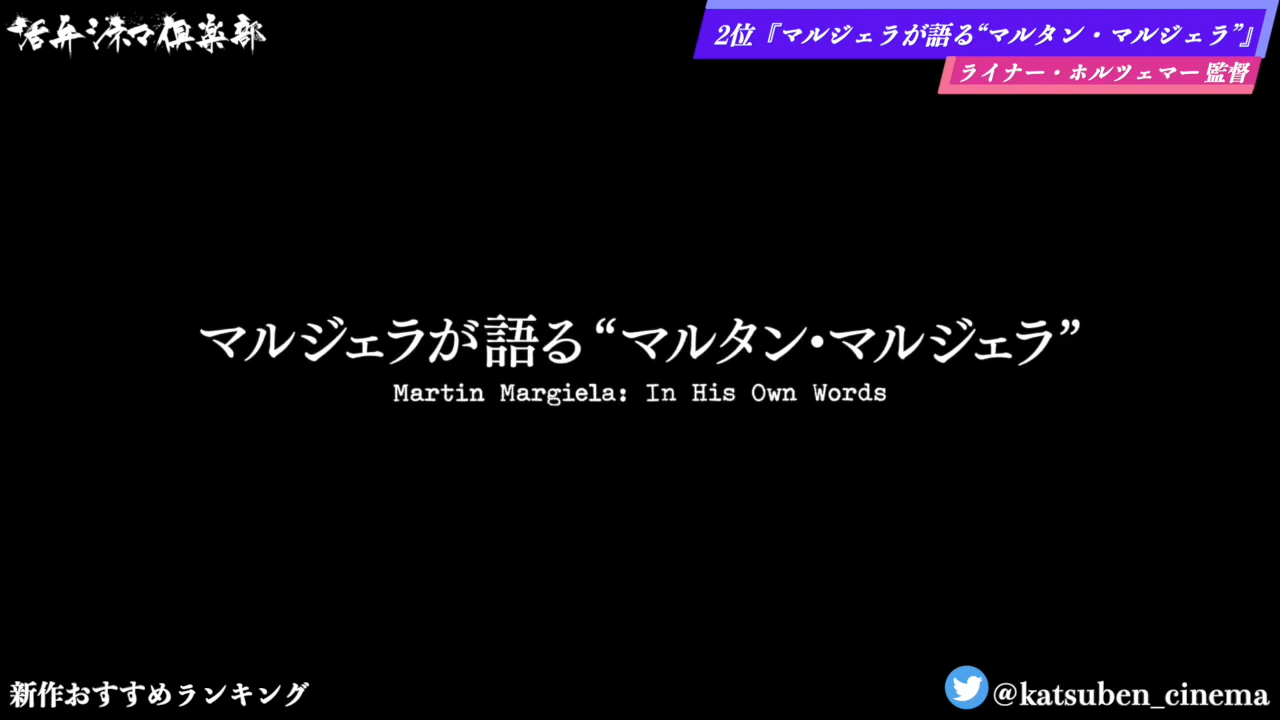 活弁シネマ倶楽部
2位『マルジェラが語る“マルタン・マルジェラ”』
ライナー・ホルツェマー 監督
マルジェラが語る“マルタン・マルジェラ”
Martin Margiela: In His Own Words
新作おすすめランキング
@katsuben_cinema